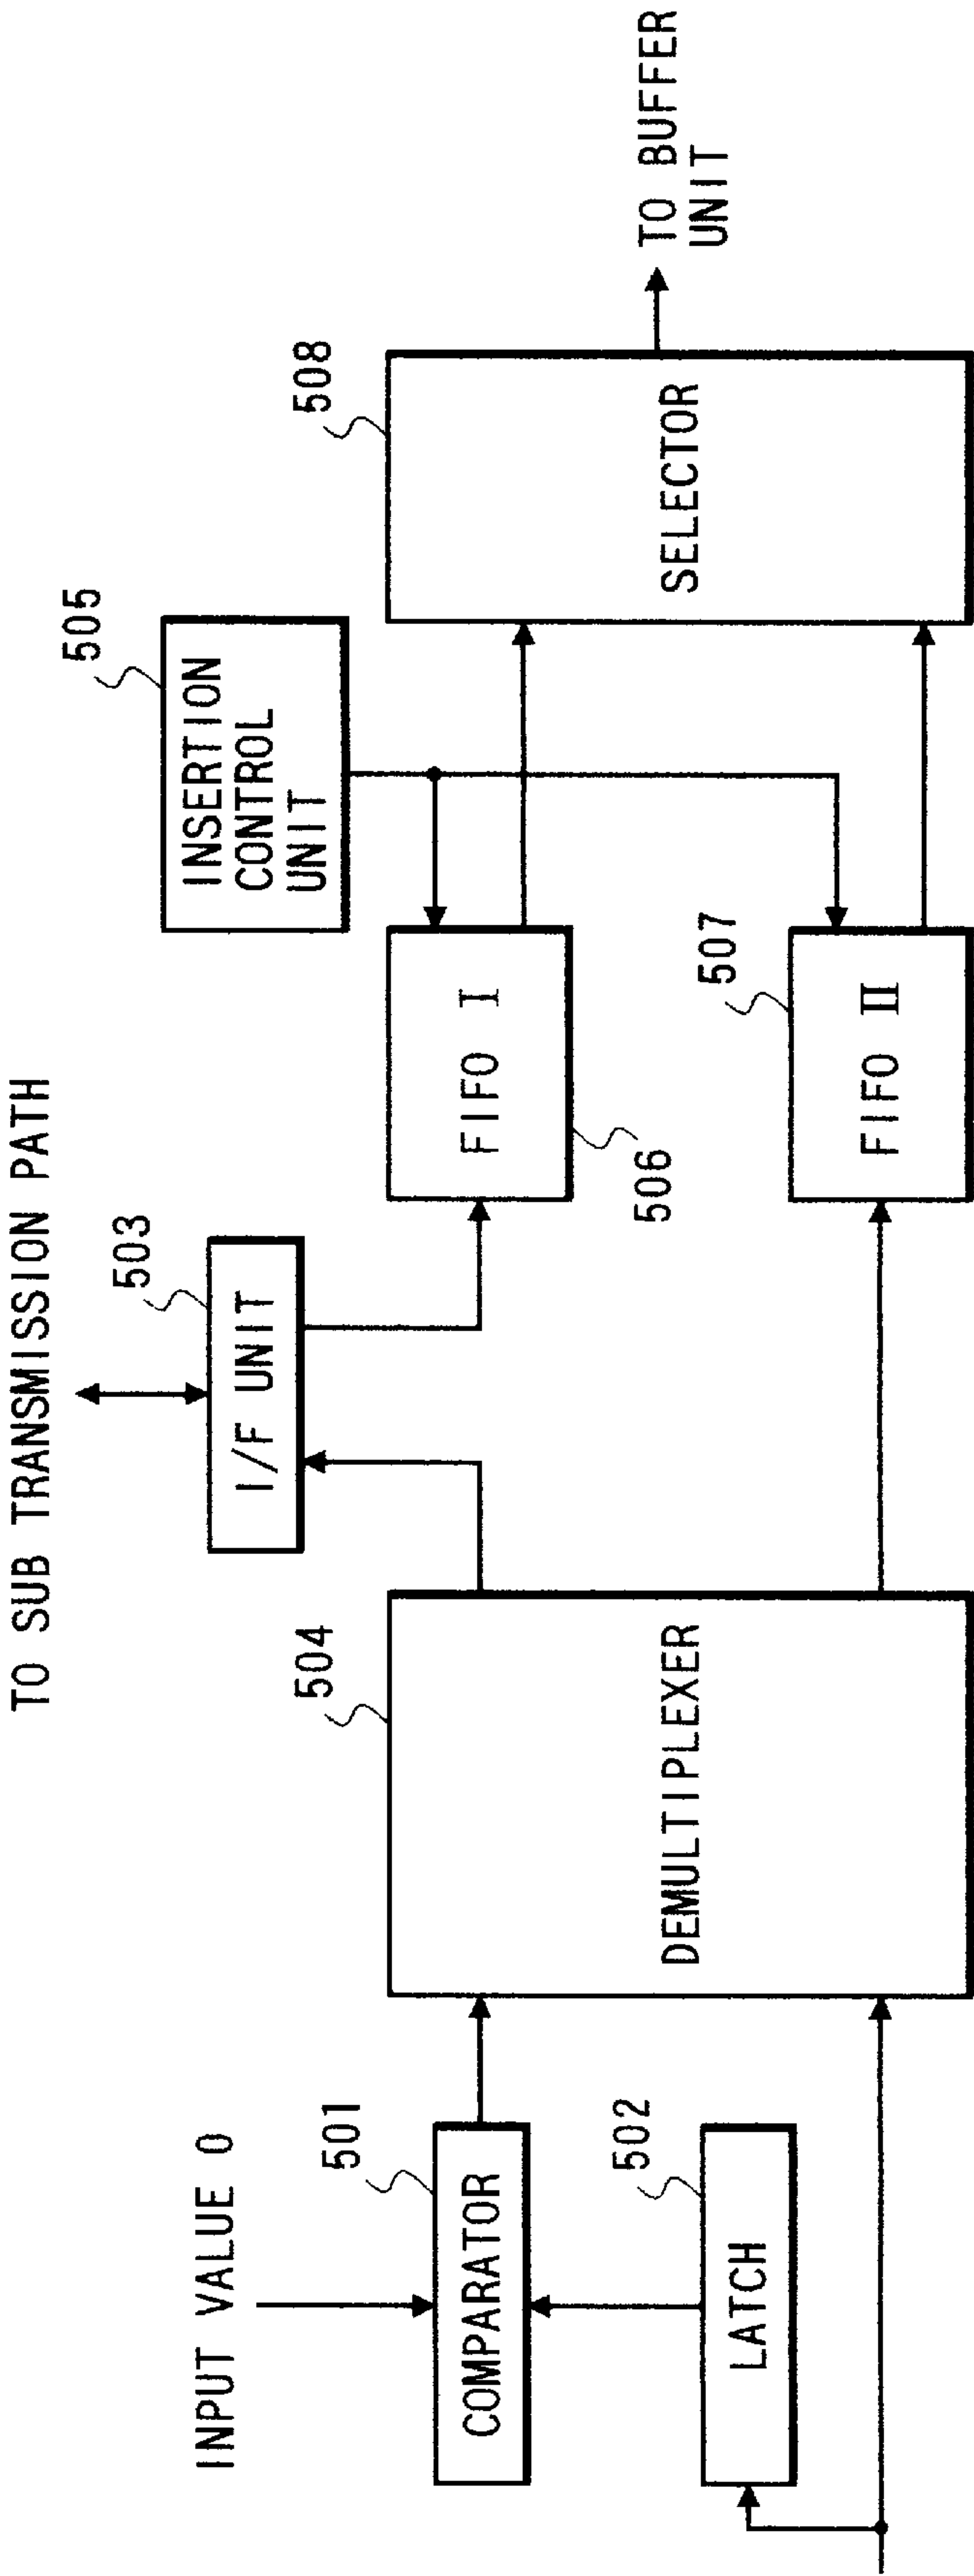 TO SUB TRANSMISSION PATH
INPUT VALUE 0
501
COMPARATOR
502
LATCH
504
DEMULTIPLEXER
503
I/F UNIT
FIFO I
506
507
FIFO II
505
INSERTION
CONTROL
UNIT
508
SELECTOR
TO BUFFER
UNIT